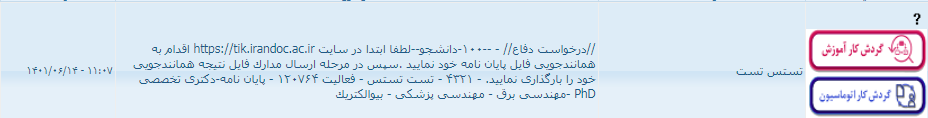 ?
گردش کار آموزش
گردش کار اتوماسیون
تستس تست
//درخواست دفاع// - --۱۰۰-دانشجو--لطفا ابتدا در سایت https://tik.irandoc.ac.ir اقدام به
همانندجویی فایل پایان نامه خود نمایید .سپس در مرحله ارسال مدارك فایل نتیجه همانندجویی
خود را بارگذاری نمایید. - ۴۳۲۱ - تست تستس - فعالیت ۱۲۰۷۶۴ - پایان نامه-دکتری تخصصی
PhD -مهندسی برق - مهندسی پزشکی - بیوالکتریك
۱۴۰۱/۰۶/۱۴ - ۱۱:۰۷